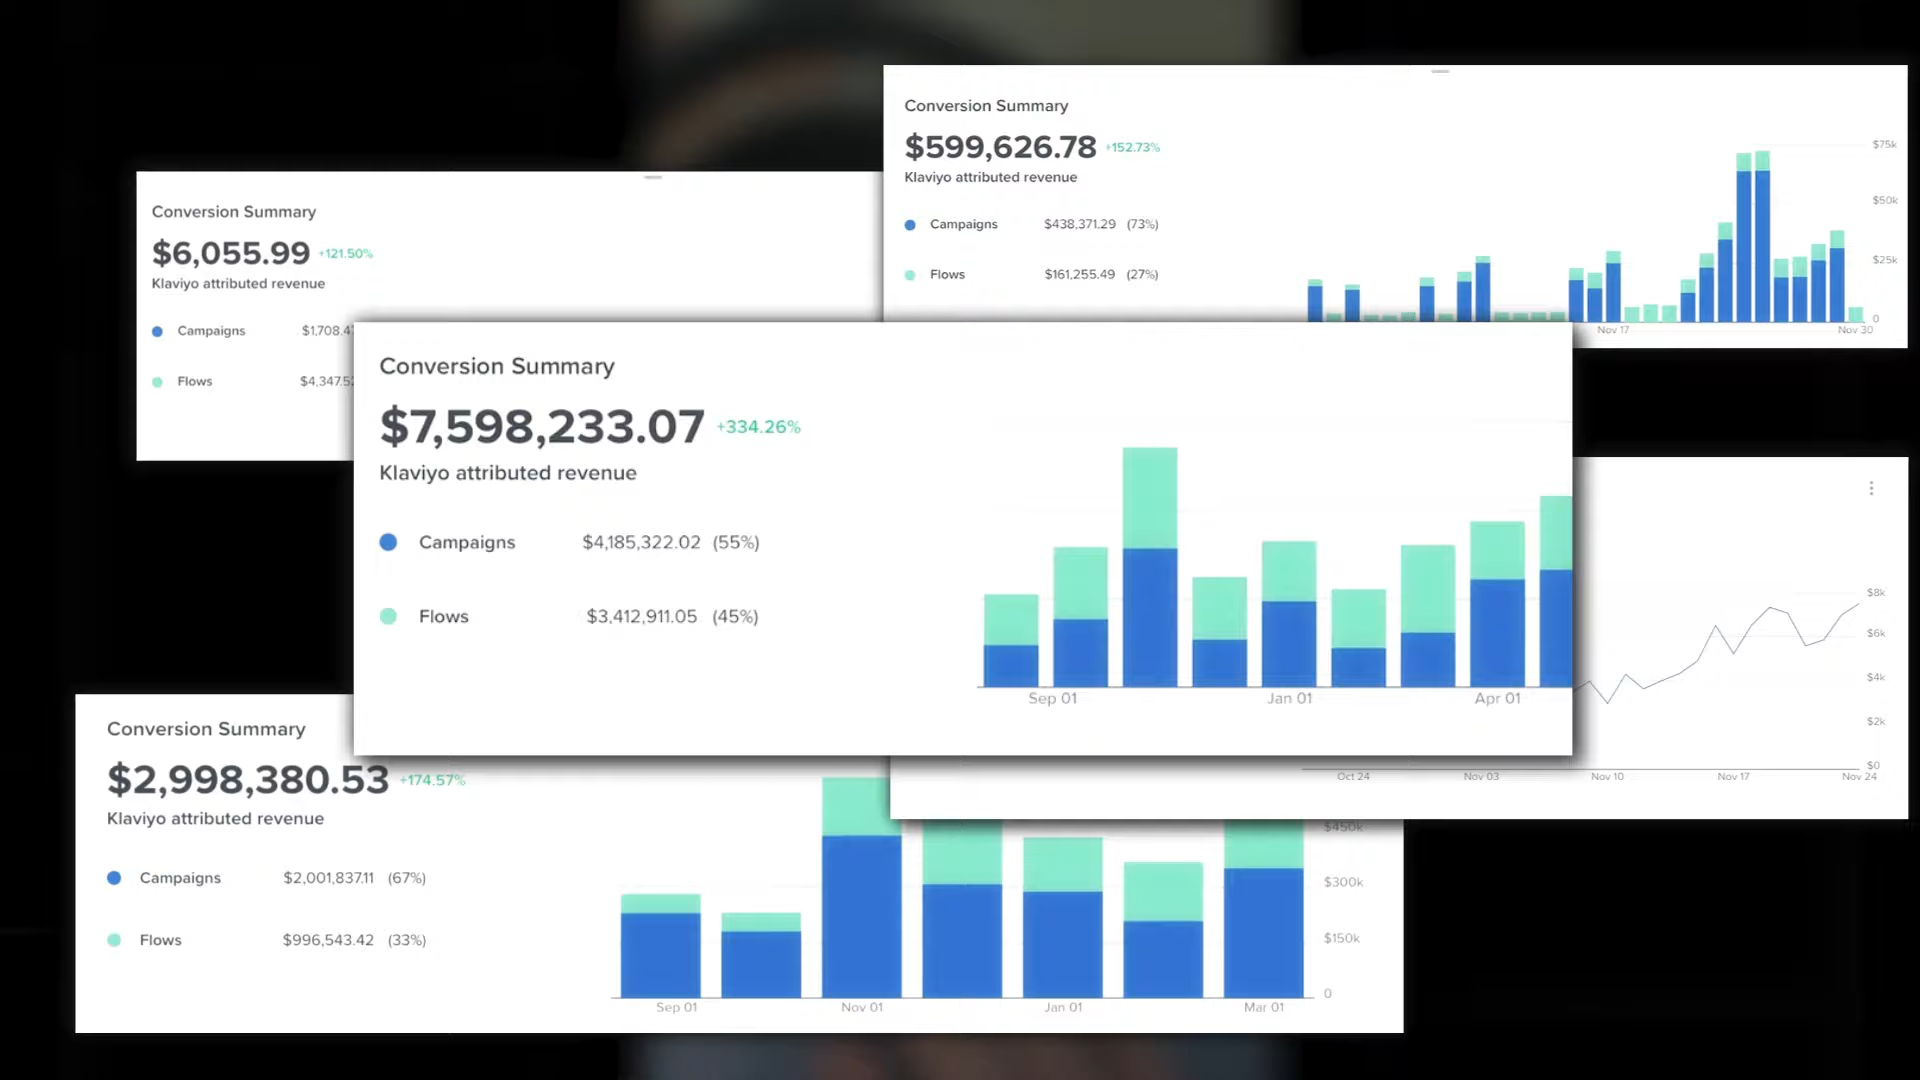 Conversion Summary
$599,626.78 +152.73%
Klaviyo attributed revenue
Campaigns $438,371.29 (73%)
Flows $161,255.49 (27%)
$75k
$50k
$25k
0
Nov 17 Nov 30
Conversion Summary
$6,055.99 +121.50%
Klaviyo attributed revenue
Campaigns
Flows
Conversion Summary
$7,598,233.07 +334.26%
Klaviyo attributed revenue
Campaigns $4,185,322.02 (55%)
Flows $3,412,911.05 (45%)
Sep 01 Jan 01 Apr 01
$8k
$6k
$4k
$2k
$0
Oct 24 Nov 03 Nov 10 Nov 17 Nov 24
Conversion Summary
$2,998,380.53 +174.57%
Klaviyo attributed revenue
Campaigns $2,001,837.11 (67%)
Flows $996,543.42 (33%)
$450k
$300k
$150k
0
Sep 01 Nov 01 Jan 01 Mar 01